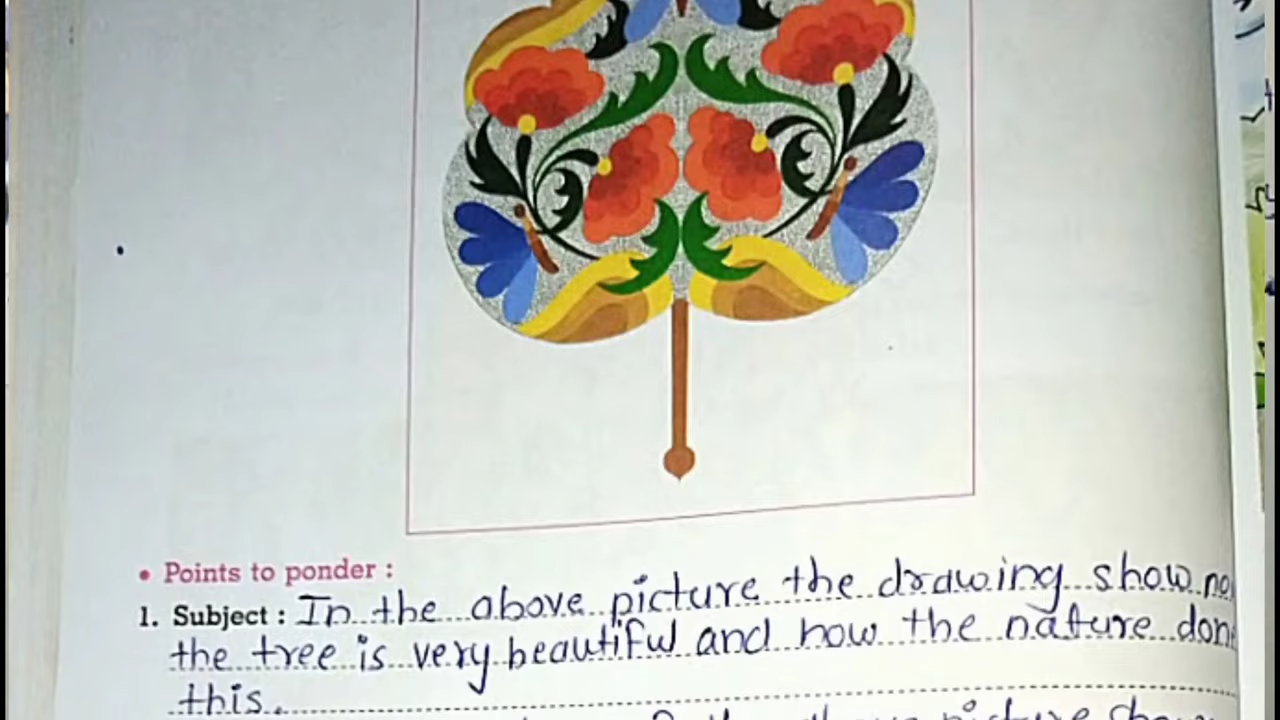 • Points to ponder :
1. Subject : In the above picture the drawing show
the tree is very beautiful and how the nature
this.
picture